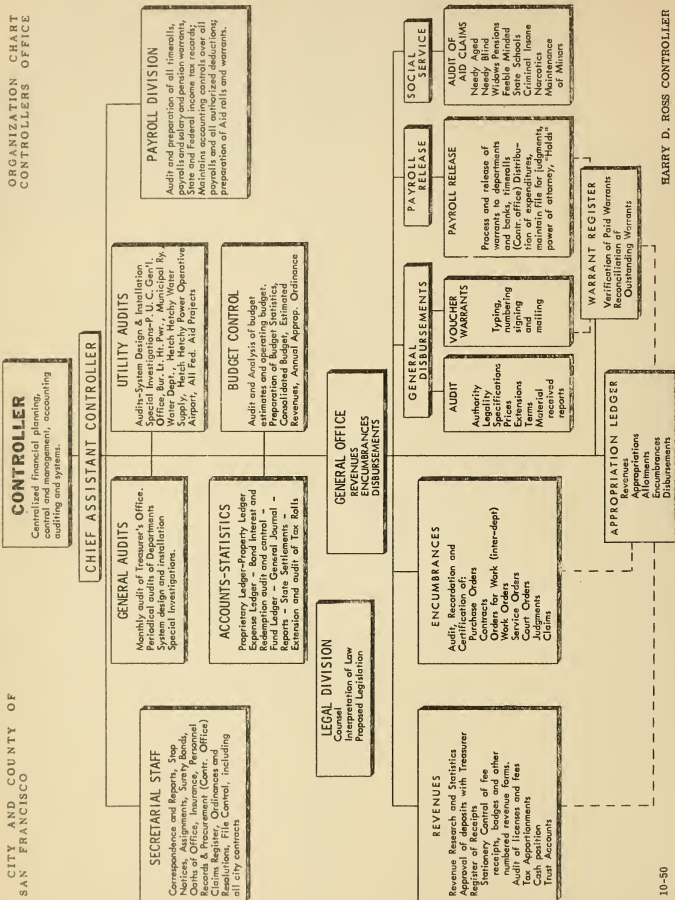 CITY AND COUNTY OF
SAN FRANCISCO
ORGANIZATION CHART
CONTROLLERS OFFICE
CONTROLLER
Centralized financial planning,
control and management, accounting
auditing and systems.
CHIEF ASSISTANT CONTROLLER
SECRETARIAL STAFF
Correspondence and Reports, Stop
Notices, Assignments, Surety Bonds,
Oaths of Office, Insurance, Personnel
Records & Procurement (Contr. Office)
Claims Register, Ordinances and
Resolutions, File Control, including
all city contracts
GENERAL AUDITS
Monthly audit of Treasurer's Office.
Periodical audits of Departments
System design and installation
Special Investigations.
UTILITY AUDITS
Audits-System Design & Installation
Special Investigations-P. U. C. Gen'l.
Office, Bur. Lt. Ht. Pwr., Municipal Ry.
Water Dept., Hetch Hetchy Water
Supply, Hetch Hetchy Power Operative
Airport, All Fed. Aid Projects
PAYROLL DIVISION
Audit and preparation of all timerolls,
payrolls and salary and pension warrants,
State and Federal income tax records;
Maintains accounting controls over all
payrolls and all authorized deductions;
preparation of Aid rolls and warrants.
ACCOUNTS-STATISTICS
Proprietary Ledger-Property Ledger
Expense Ledger - Bond Interest and
Redemption audit and control -
Fund Ledger - General Journal -
Reports - State Settlements -
Extension and audit of Tax Rolls
BUDGET CONTROL
Audit and Analysis of budget
estimates and operating budget.
Preparation of Budget Statistics,
Consolidated Budget, Estimated
Revenues, Annual Approp. Ordinance
LEGAL DIVISION
Counsel
Interpretation of Law
Proposed Legislation
GENERAL OFFICE
REVENUES
ENCUMBRANCES
DISBURSEMENTS
REVENUES
Revenue Research and Statistics
Approval of deposits with Treasurer
Register of Receipts
Stationery Control of fee
receipts, badges and other
numbered revenue forms.
Audit of licenses and fees
Tax Apportionments
Cash position
Trust Accounts
ENCUMBRANCES
Audit, Recordation and
Certification of:
Purchase Orders
Contracts
Orders for Work (inter-dept)
Work Orders
Service Orders
Court Orders
Judgments
Claims
GENERAL
DISBURSEMENTS
AUDIT
Authority
Legality
Specifications
Prices
Extensions
Terms
Material
received
reports
VOUCHER
WARRANTS
Typing,
numbering
signing
and
mailing
PAYROLL
RELEASE
PAYROLL RELEASE
Process and release of
warrants to departments
and banks, timerolls
(Contr. office) Distribu-
tion of expenditures,
maintain file for judgments,
power of attorney, "Holds"
SOCIAL
SERVICE
AUDIT OF
AID CLAIMS
Needy Aged
Needy Blind
Widows Pensions
Feeble Minded
State Schools
Criminal Insane
Narcotics
Maintenance
of Minors
WARRANT REGISTER
Verification of Paid Warrants
Reconciliation of
Outstanding Warrants
APPROPRIATION LEDGER
Revenues
Appropriations
Allotments
Encumbrances
Disbursements
10-50
HARRY D. ROSS CONTROLLER